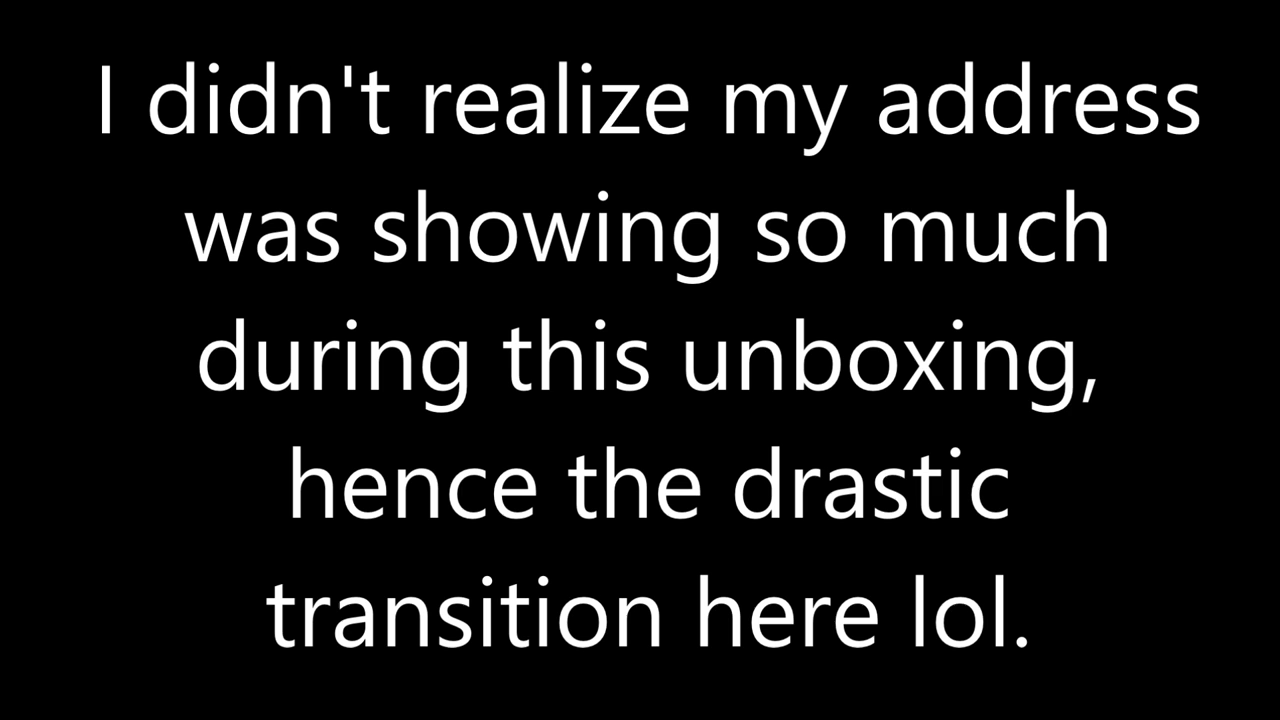 I didn't realize my address
was showing so much
during this unboxing,
hence the drastic
transition here lol.